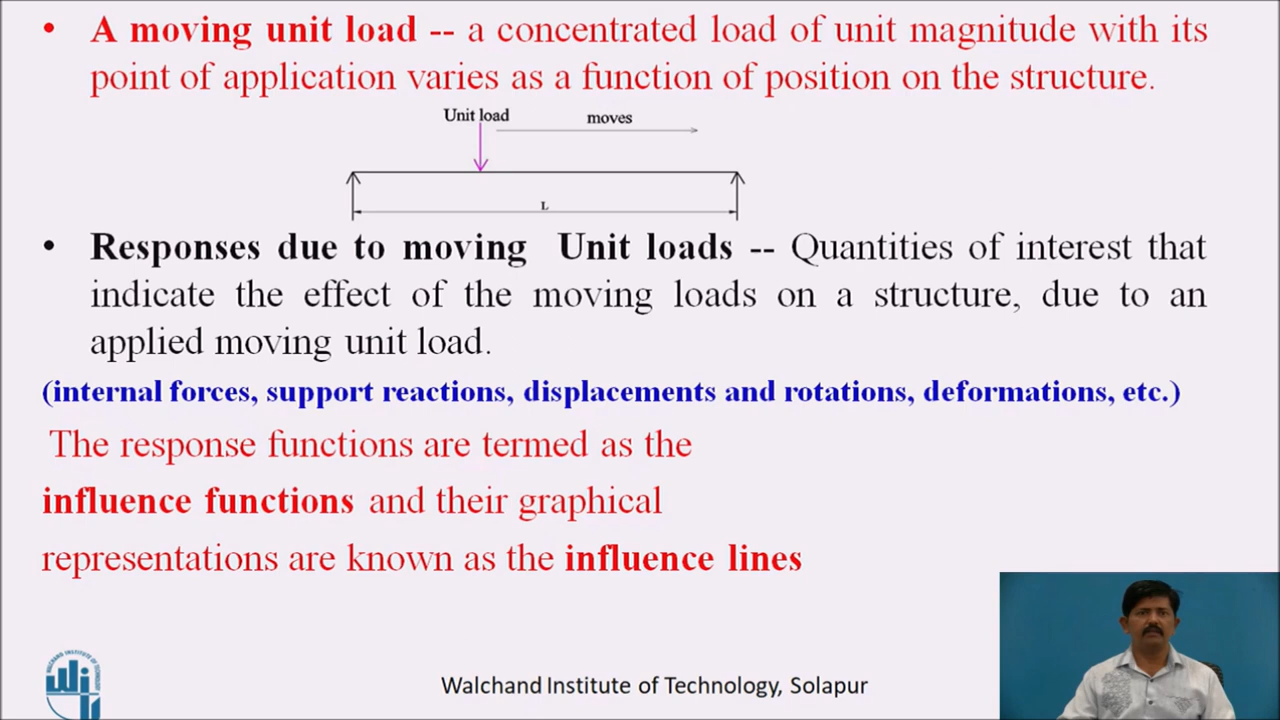 • A moving unit load -- a concentrated load of unit magnitude with its
point of application varies as a function of position on the structure.
Unit load moves
L
• Responses due to moving Unit loads -- Quantities of interest that
indicate the effect of the moving loads on a structure, due to an
applied moving unit load.
(internal forces, support reactions, displacements and rotations, deformations, etc.)
The response functions are termed as the
influence functions and their graphical
representations are known as the influence lines
WALCHAND INSTITUTE OF TECHNOLOGY
Walchand Institute of Technology, Solapur